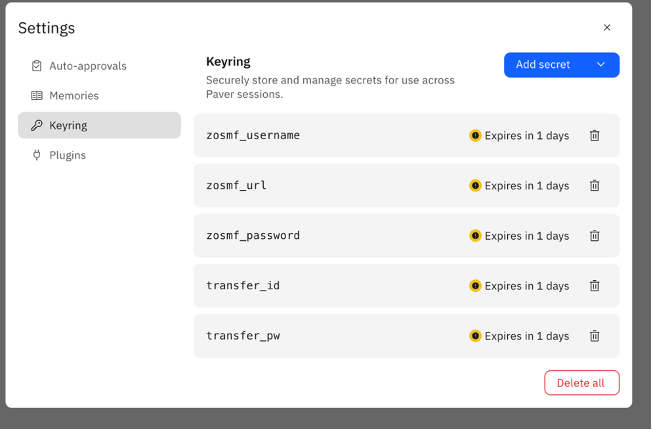 Settings
Auto-approvals
Memories
Keyring
Plugins
Keyring
Securely store and manage secrets for use across
Paver sessions.
Add secret
zosmf_username
Expires in 1 days
zosmf_url
Expires in 1 days
zosmf_password
Expires in 1 days
transfer_id
Expires in 1 days
transfer_pw
Expires in 1 days
Delete all